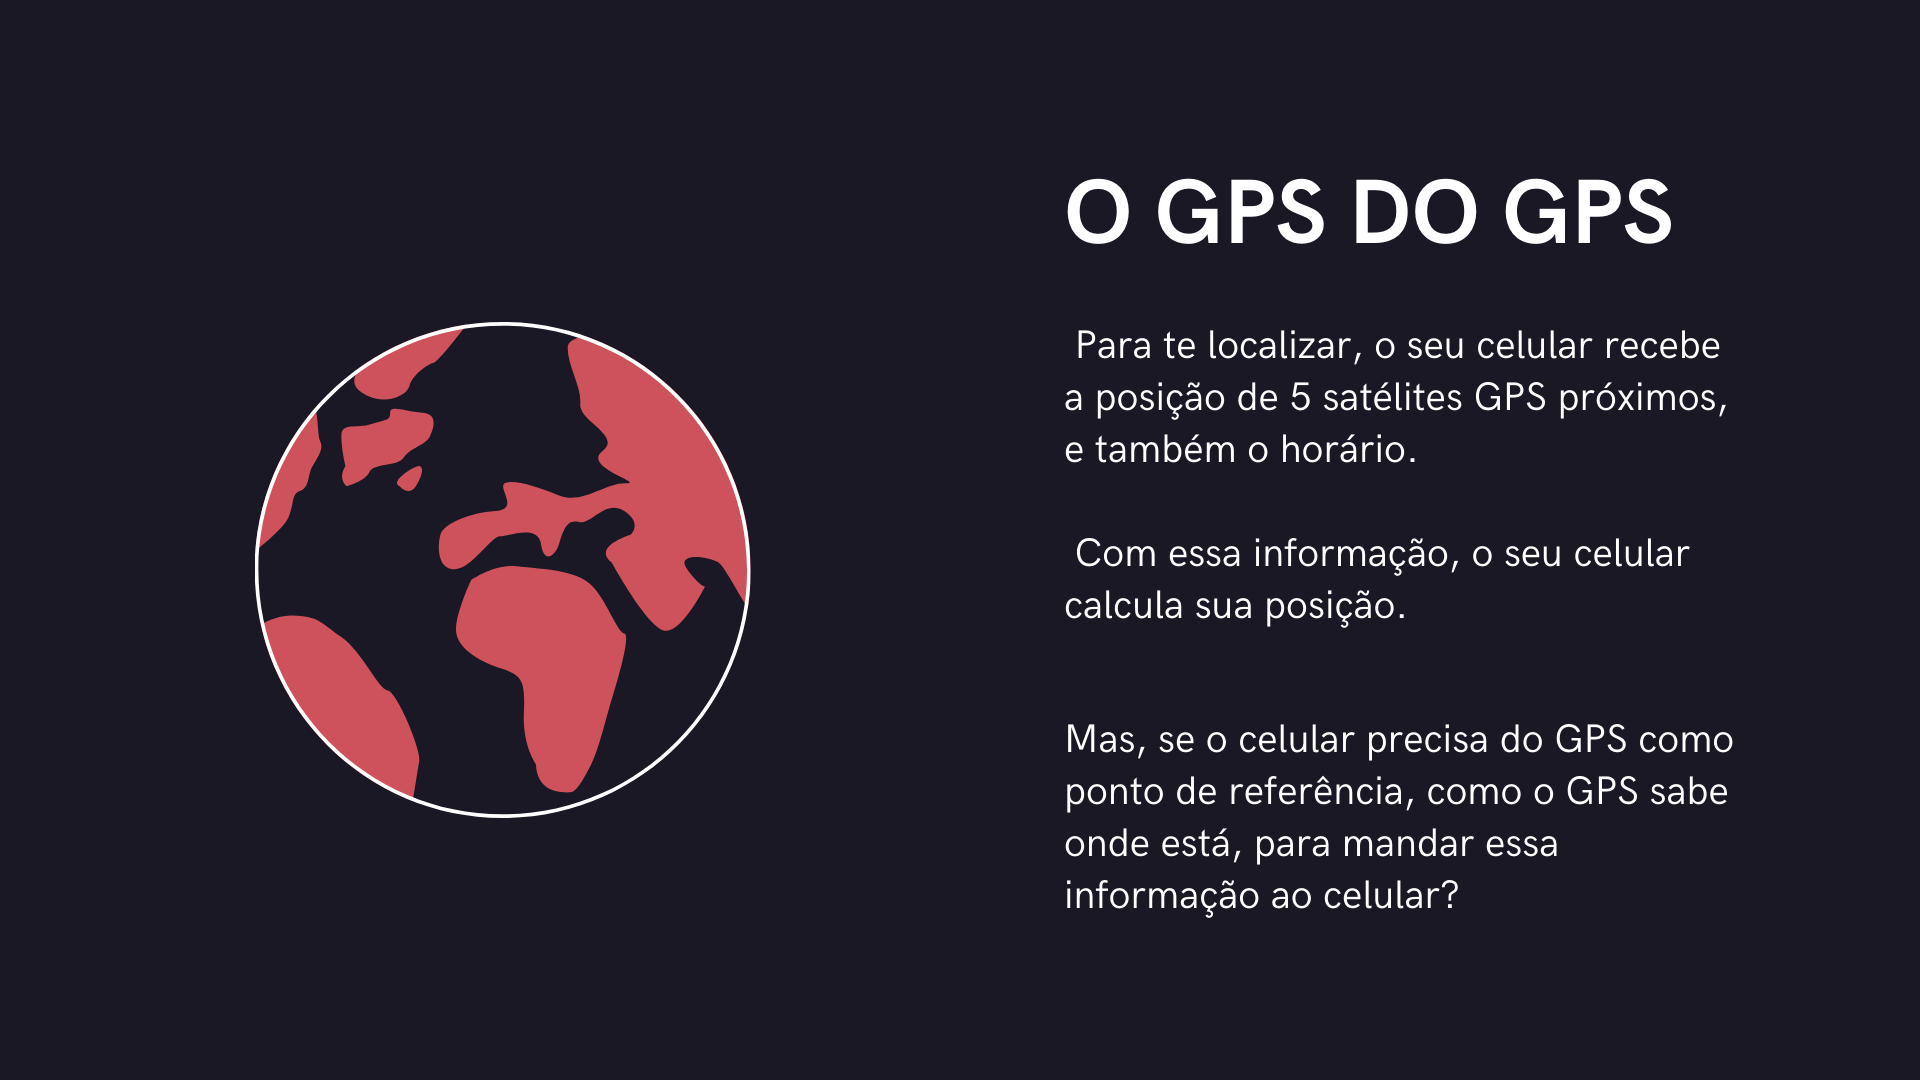 O GPS DO GPS
Para te localizar, o seu celular recebe
a posição de 5 satélites GPS próximos,
e também o horário.
Com essa informação, o seu celular
calcula sua posição.
Mas, se o celular precisa do GPS como
ponto de referência, como o GPS sabe
onde está, para mandar essa
informação ao celular?